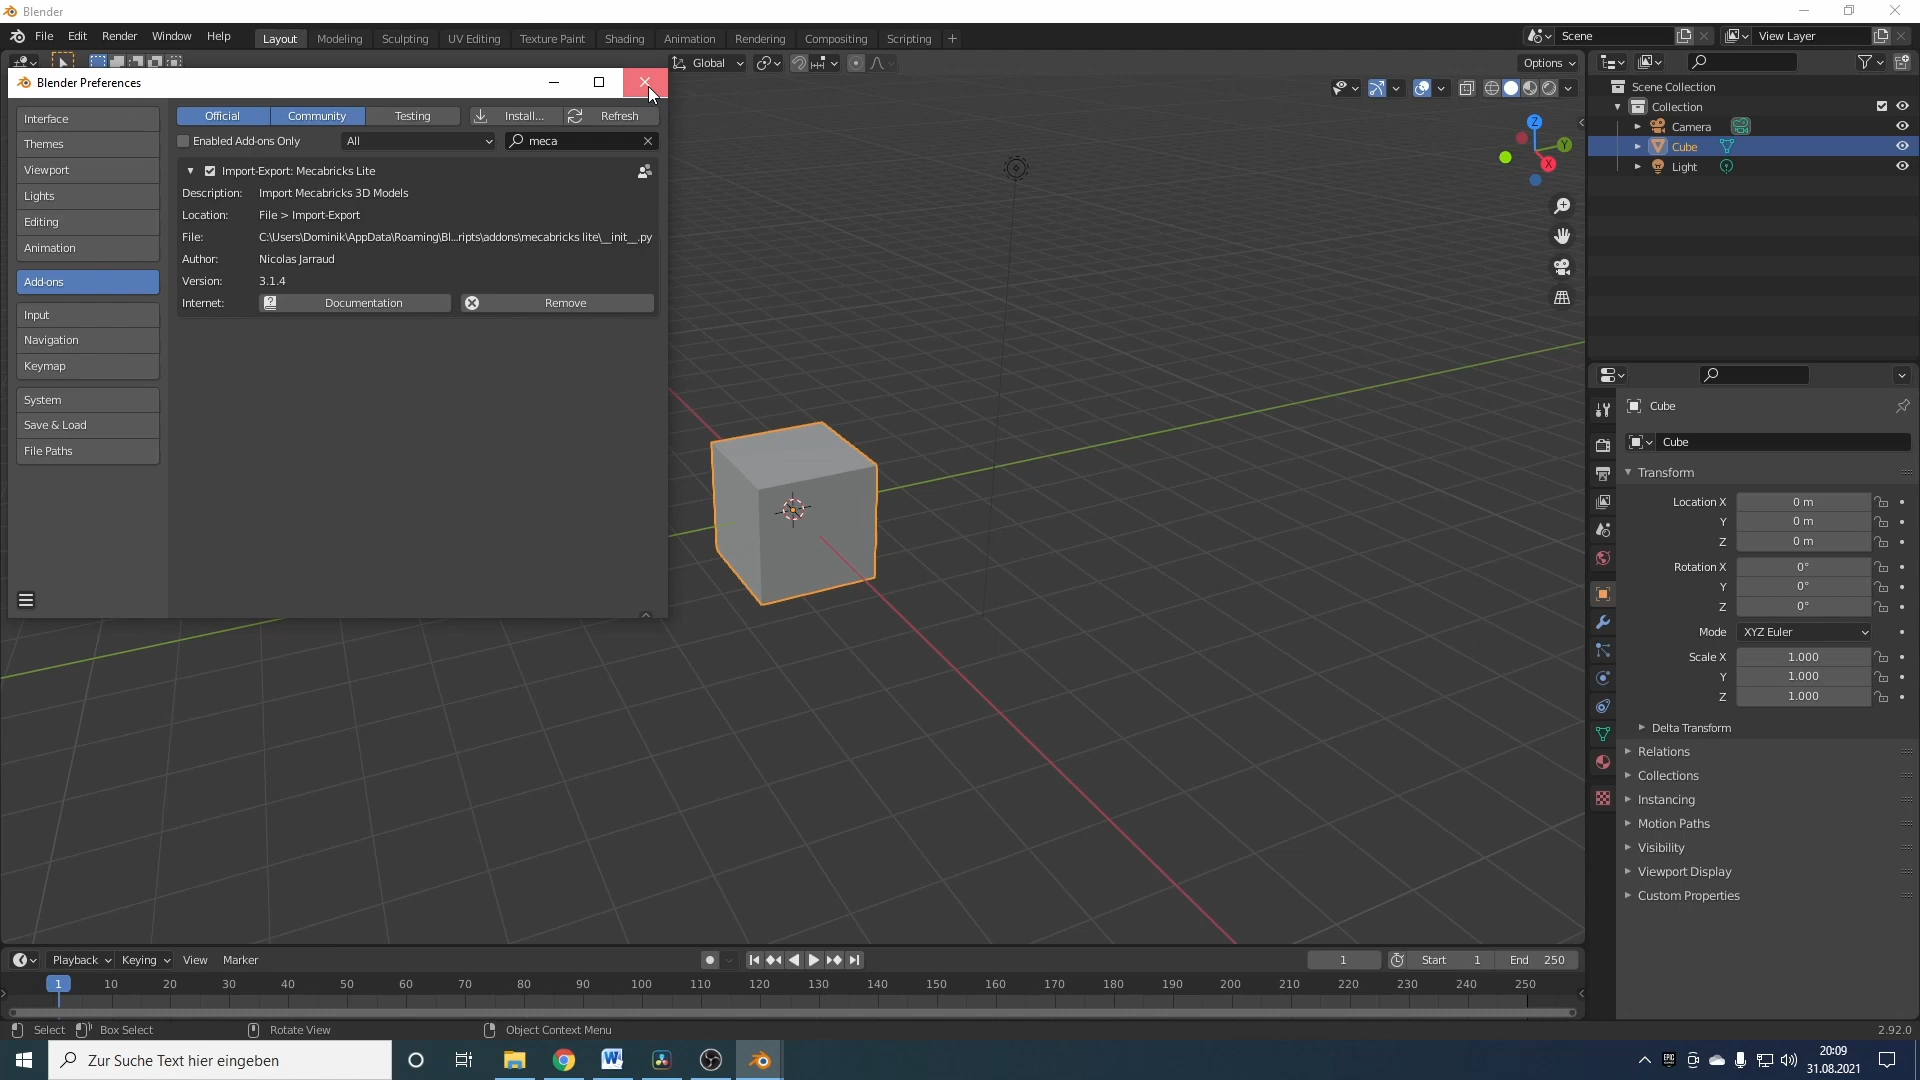 Blender
File Edit Render Window Help
Layout Modeling Sculpting UV Editing Texture Paint Shading Animation Rendering Compositing Scripting +
Scene
View Layer
Global
Options
Blender Preferences
Interface
Themes
Viewport
Lights
Editing
Animation
Add-ons
Input
Navigation
Keymap
System
Save & Load
File Paths
Official Community Testing Install... Refresh
Enabled Add-ons Only All meca
Import-Export: Mecabricks Lite
Description: Import Mecabricks 3D Models
Location: File > Import-Export
File: C:\Users\Dominik\AppData\Roaming\Bl...ripts\addons\mecabricks lite\__init__.py
Author: Nicolas Jarraud
Version: 3.1.4
Internet: Documentation Remove
Z
Y
X
Scene Collection
Collection
Camera
Cube
Light
Cube
Cube
Transform
Location X 0 m
Y 0 m
Z 0 m
Rotation X 0°
Y 0°
Z 0°
Mode XYZ Euler
Scale X 1.000
Y 1.000
Z 1.000
Delta Transform
Relations
Collections
Instancing
Motion Paths
Visibility
Viewport Display
Custom Properties
Playback Keying View Marker
1 Start 1 End 250
1 10 20 30 40 50 60 70 80 90 100 110 120 130 140 150 160 170 180 190 200 210 220 230 240 250
Select Box Select Rotate View Object Context Menu 2.92.0
Zur Suche Text hier eingeben
20:09
31.08.2021